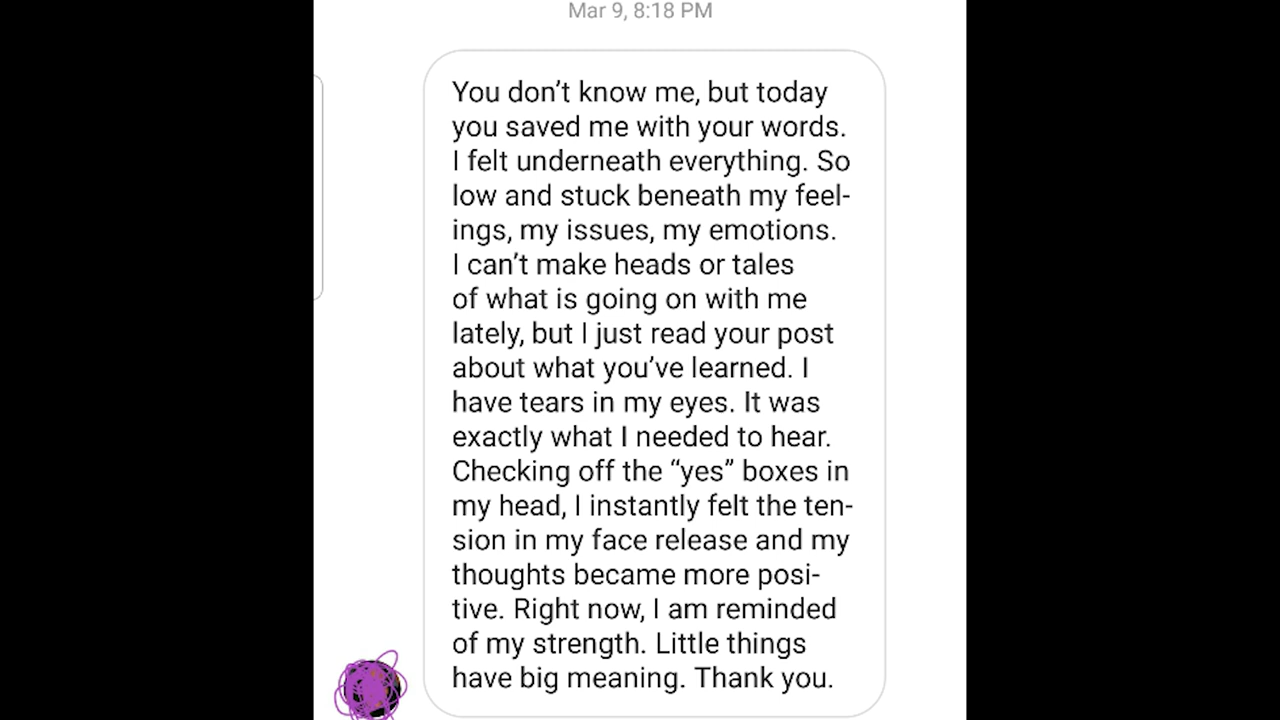 Mar 9, 8:18 PM
You don’t know me, but today
you saved me with your words.
I felt underneath everything. So
low and stuck beneath my feel-
ings, my issues, my emotions.
I can’t make heads or tales
of what is going on with me
lately, but I just read your post
about what you’ve learned. I
have tears in my eyes. It was
exactly what I needed to hear.
Checking off the “yes” boxes in
my head, I instantly felt the ten-
sion in my face release and my
thoughts became more posi-
tive. Right now, I am reminded
of my strength. Little things
have big meaning. Thank you.